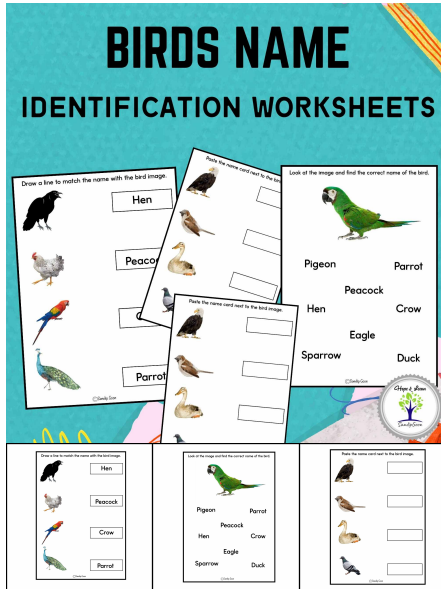 BIRDS NAME
IDENTIFICATION WORKSHEETS
Draw a line to match the name with the bird image.
Hen
Peaco
C
Parrot
©Sandip Soon
Paste the name card next to the bird
Paste the name card next to the bird image.
Look at the image and find the correct name of the bird.
Pigeon
Parrot
Peacock
Hen
Crow
Eagle
Sparrow
Duck
Draw a line to match the name with the bird image.
Hen
Peacock
Crow
Parrot
Look at the image and find the correct name of the bird.
Pigeon
Parrot
Peacock
Hen
Crow
Eagle
Sparrow
Duck
Paste the name card next to the bird image.